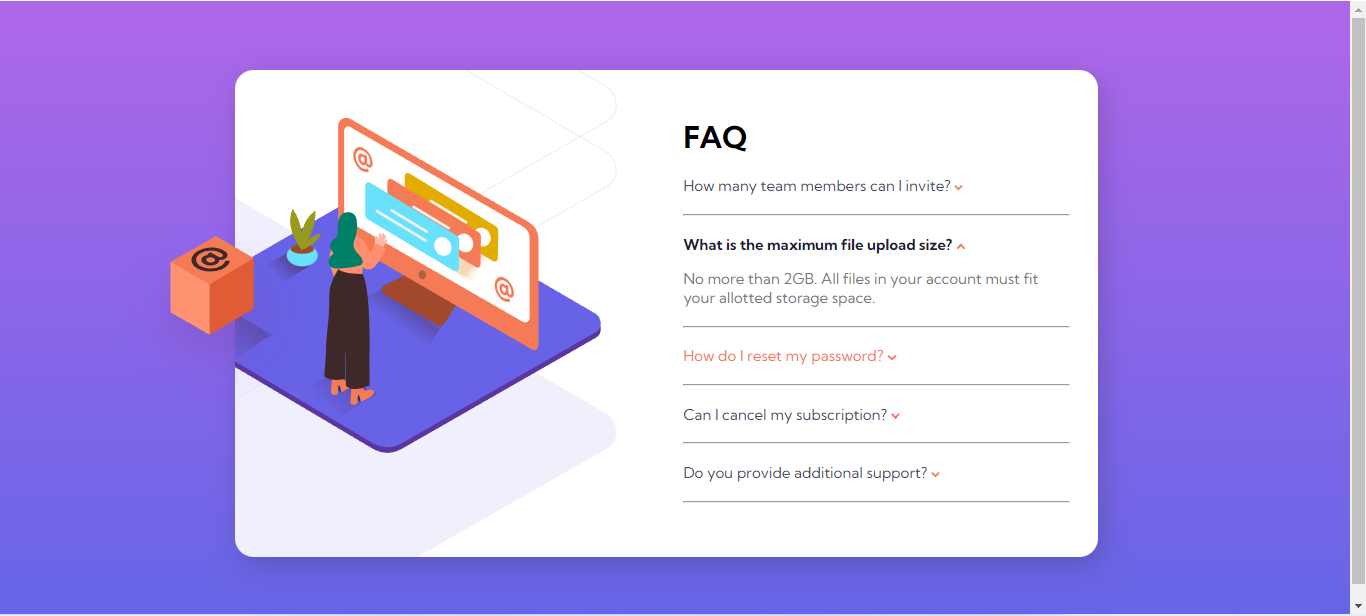 FAQ
How many team members can I invite?
What is the maximum file upload size?
No more than 2GB. All files in your account must fit
your allotted storage space.
How do I reset my password?
Can I cancel my subscription?
Do you provide additional support?
@
@
@